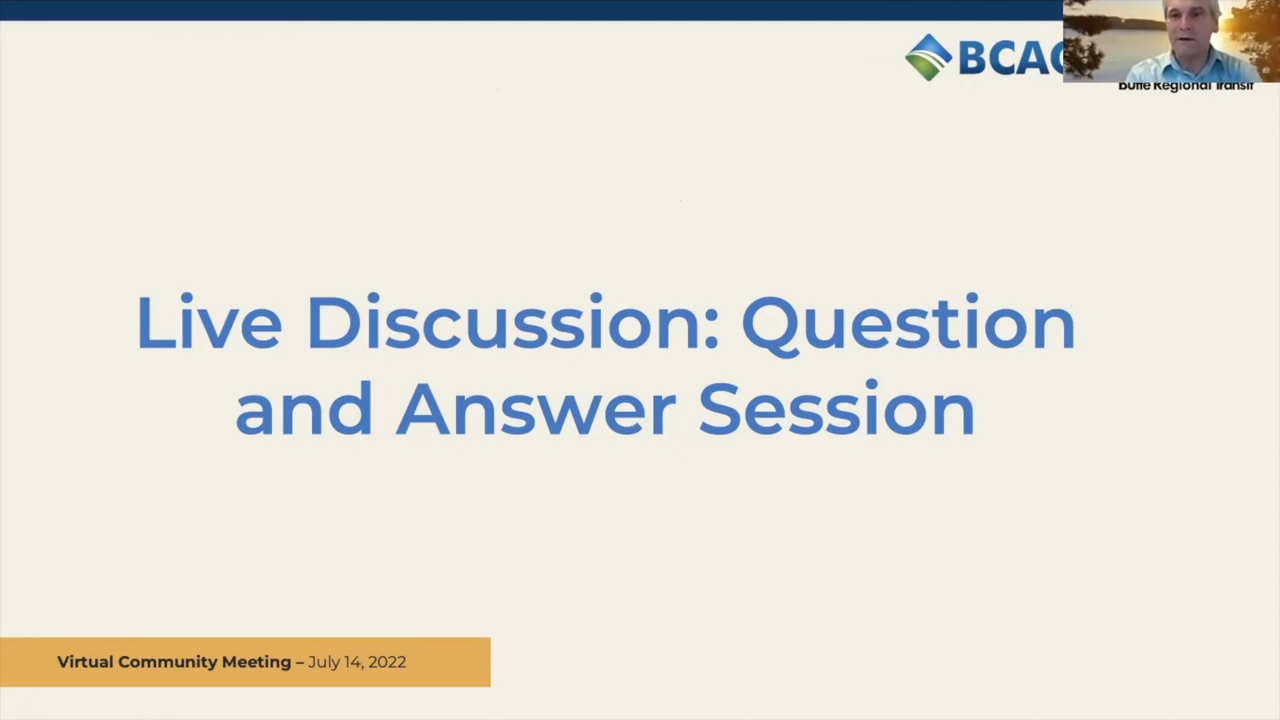 BCAG
Butte Regional Transit
Live Discussion: Question
and Answer Session
Virtual Community Meeting – July 14, 2022